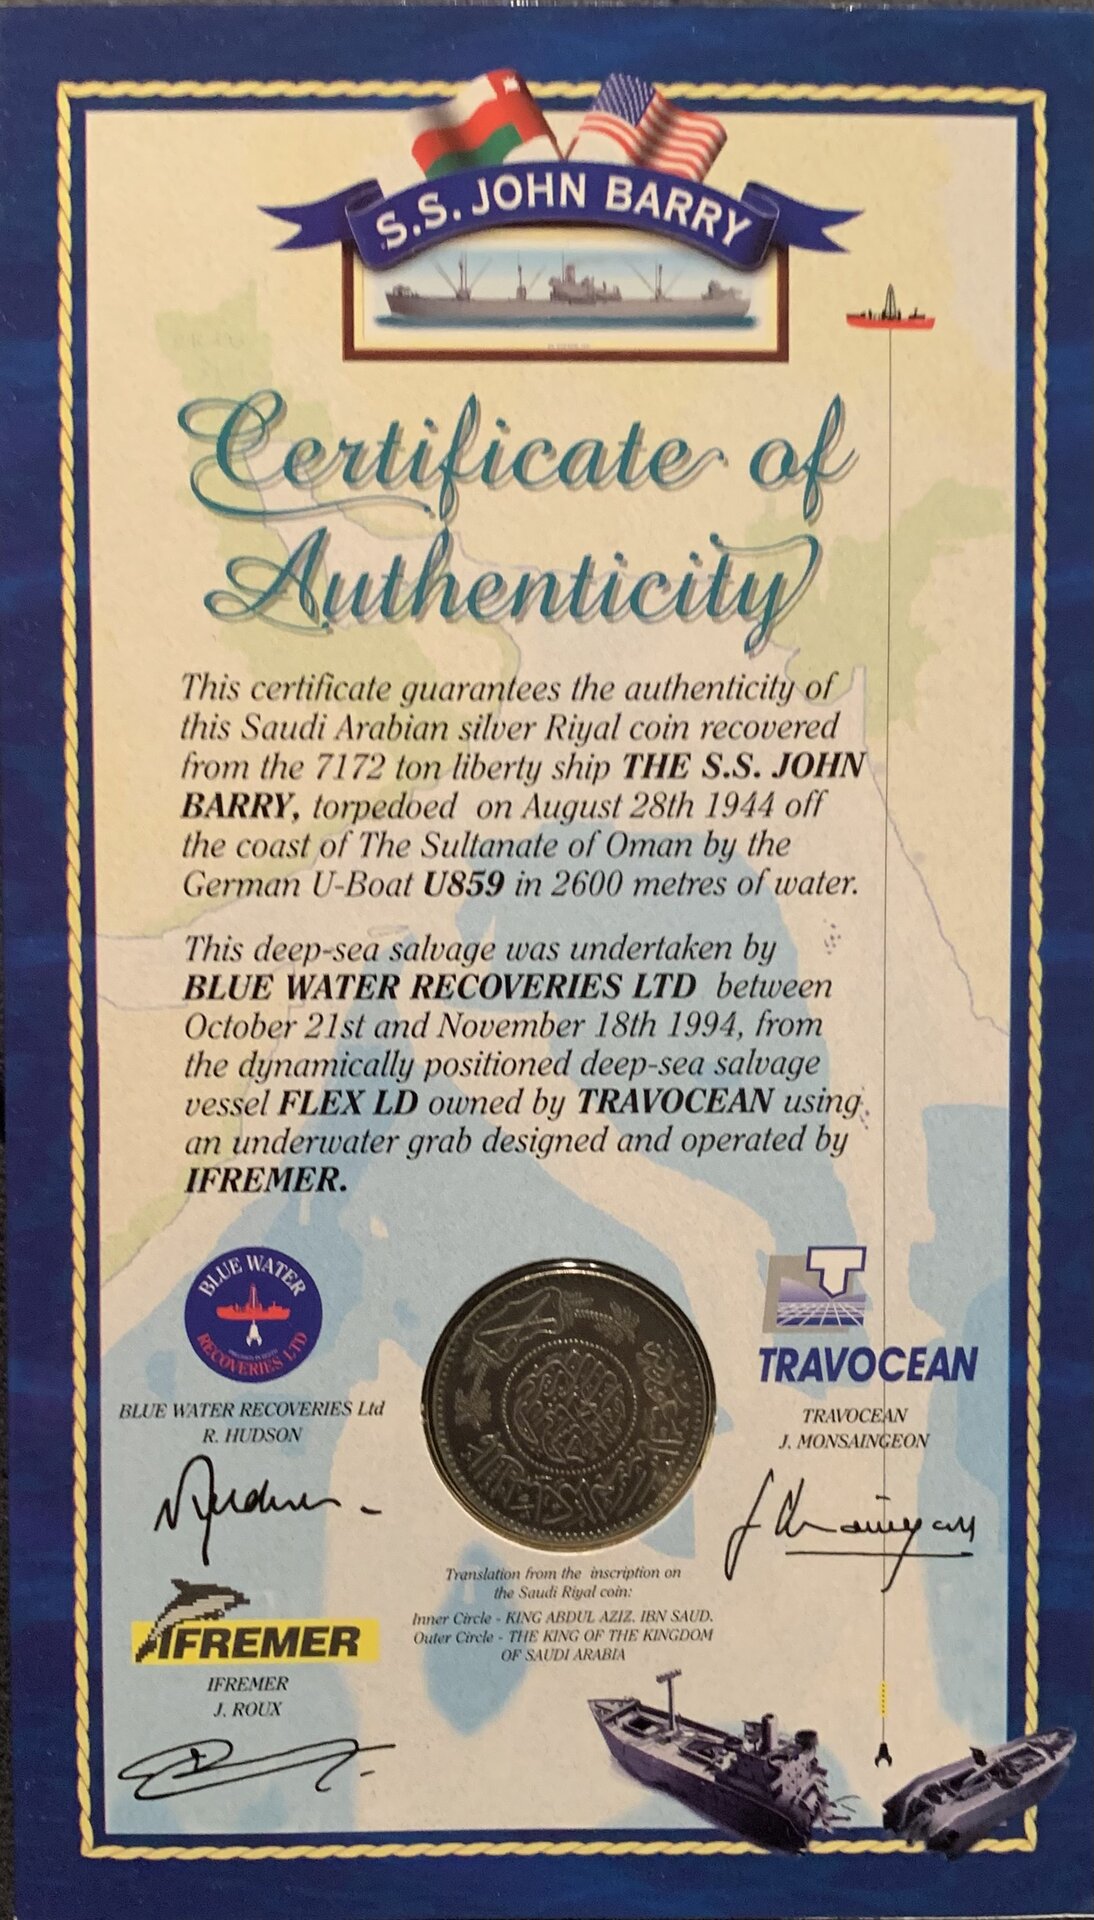 S.S. JOHN BARRY
Certificate of
Authenticity
This certificate guarantees the authenticity of
this Saudi Arabian silver Riyal coin recovered
from the 7172 ton liberty ship THE S.S. JOHN
BARRY, torpedoed on August 28th 1944 off
the coast of The Sultanate of Oman by the
German U-Boat U859 in 2600 metres of water.
This deep-sea salvage was undertaken by
BLUE WATER RECOVERIES LTD between
October 21st and November 18th 1994, from
the dynamically positioned deep-sea salvage
vessel FLEX LD owned by TRAVOCEAN using
an underwater grab designed and operated by
IFREMER.
BLUE WATER
RECOVERIES LTD
BLUE WATER RECOVERIES Ltd
R. HUDSON
T
TRAVOCEAN
TRAVOCEAN
J. MONSAINGEON
IFREMER
IFREMER
J. ROUX
Translation from the inscription on
the Saudi Riyal coin:
Inner Circle - KING ABDUL AZIZ. IBN SAUD.
Outer Circle - THE KING OF THE KINGDOM
OF SAUDI ARABIA